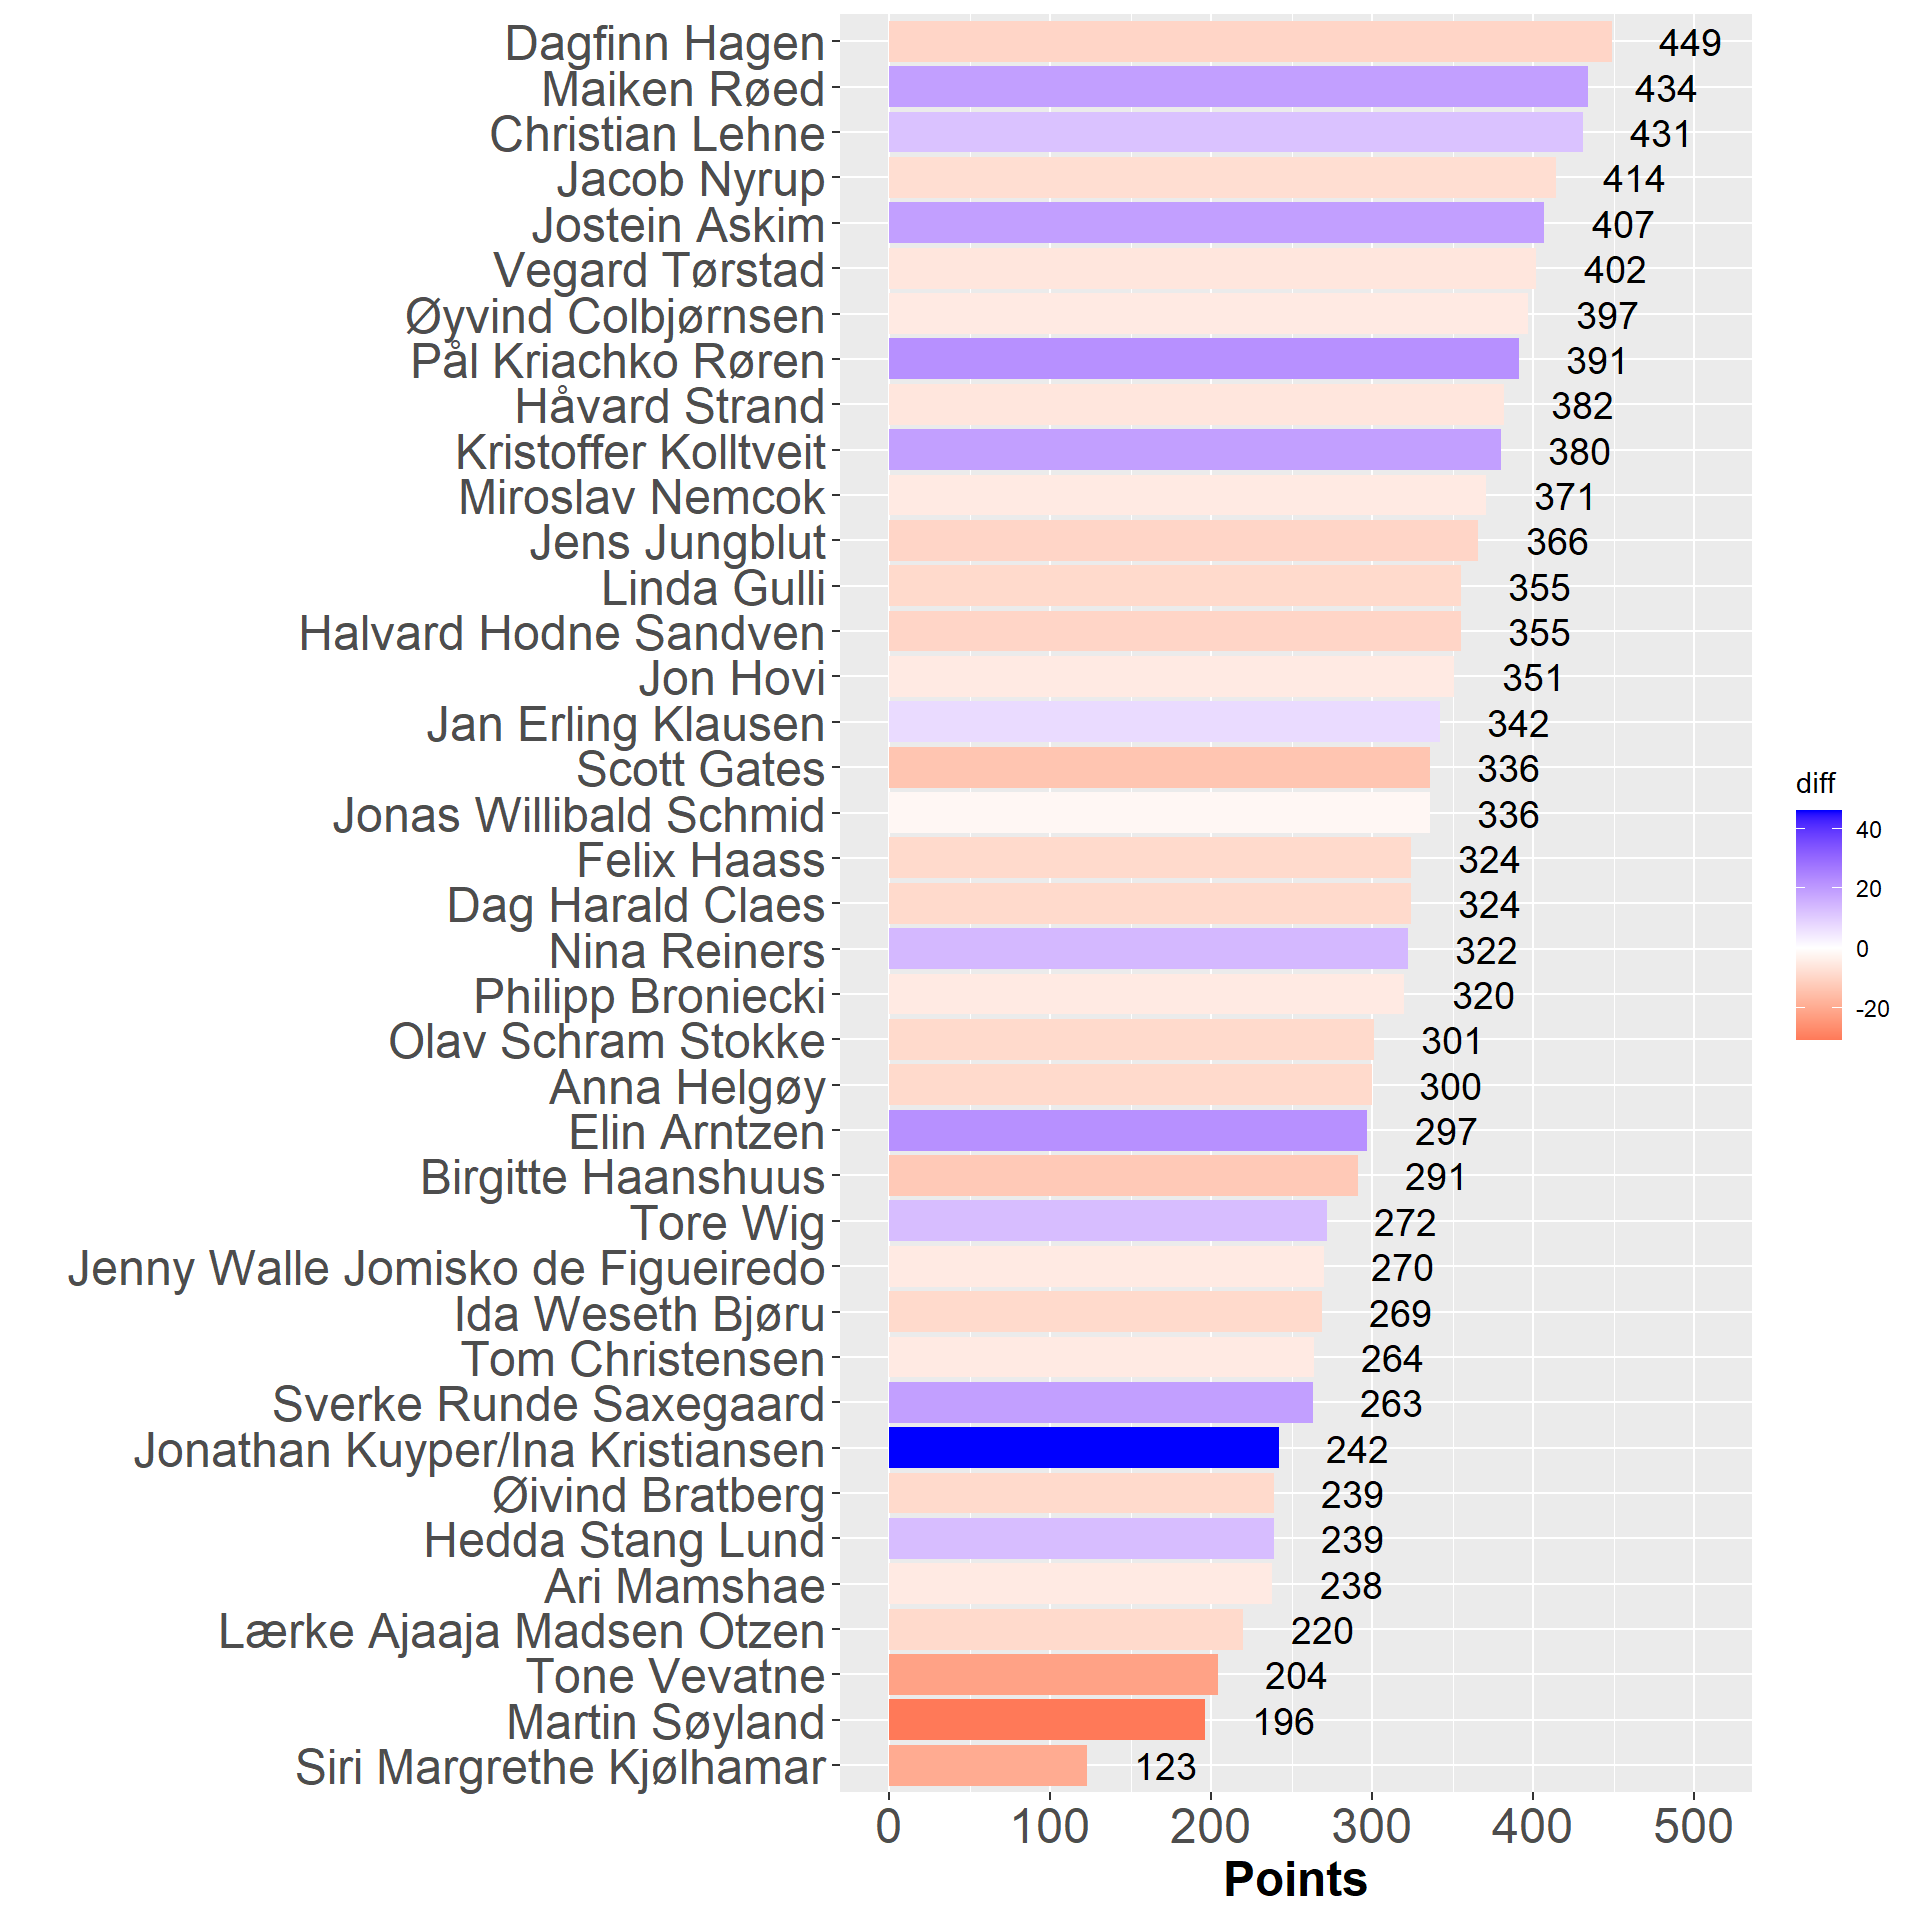 Dagfinn Hagen 449
Maiken Røed 434
Christian Lehne 431
Jacob Nyrup 414
Jostein Askim 407
Vegard Tørstad 402
Øyvind Colbjørnsen 397
Pål Kriachko Røren 391
Håvard Strand 382
Kristoffer Kolltveit 380
Miroslav Nemcok 371
Jens Jungblut 366
Linda Gulli 355
Halvard Hodne Sandven 355
Jon Hovi 351
Jan Erling Klausen 342
Scott Gates 336
Jonas Willibald Schmid 336
Felix Haass 324
Dag Harald Claes 324
Nina Reiners 322
Philipp Broniecki 320
Olav Schram Stokke 301
Anna Helgøy 300
Elin Arntzen 297
Birgitte Haanshuus 291
Tore Wig 272
Jenny Walle Jomisko de Figueiredo 270
Ida Weseth Bjøru 269
Tom Christensen 264
Sverke Runde Saxegaard 263
Jonathan Kuyper/Ina Kristiansen 242
Øivind Bratberg 239
Hedda Stang Lund 239
Ari Mamshae 238
Lærke Ajaaja Madsen Otzen 220
Tone Vevatne 204
Martin Søyland 196
Siri Margrethe Kjølhamar 123
0 100 200 300 400 500
Points
diff
40
20
0
-20